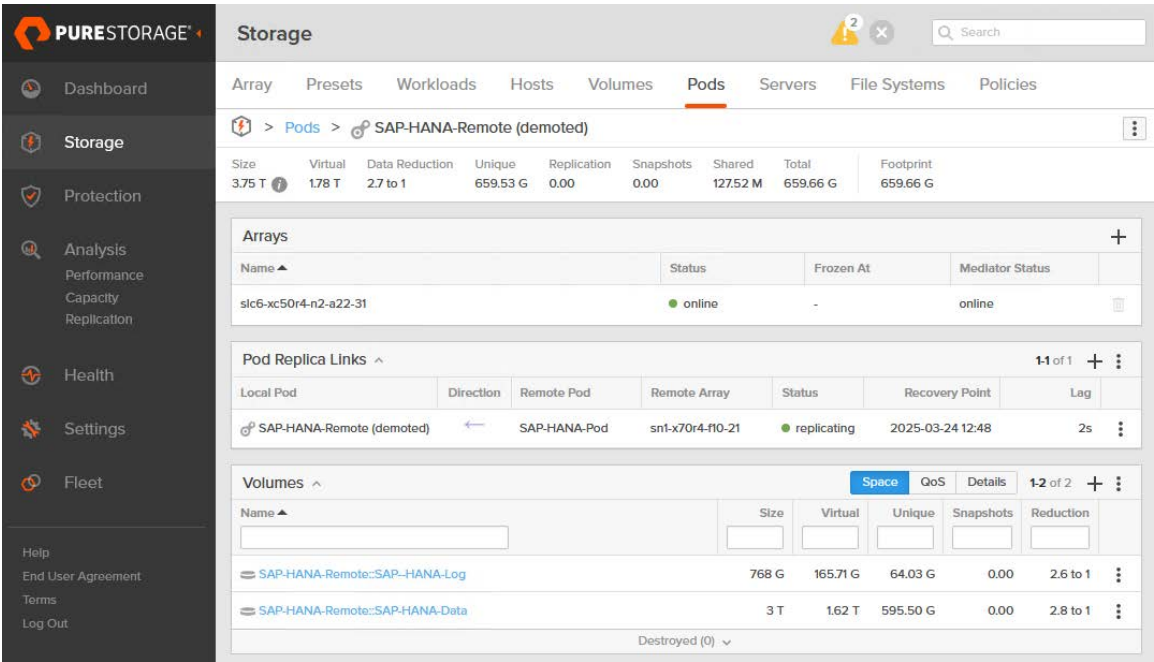 PURESTORAGE®
Dashboard
Storage
Protection
Analysis
Performance
Capacity
Replication
Health
Settings
Fleet
Help
End User Agreement
Terms
Log Out
Storage
2
Search
Array Presets Workloads Hosts Volumes Pods Servers File Systems Policies
> Pods > SAP-HANA-Remote (demoted)
Size Virtual Data Reduction Unique Replication Snapshots Shared Total Footprint
3.75 T 1.78 T 2.7 to 1 659.53 G 0.00 0.00 127.52 M 659.66 G 659.66 G
Arrays
Name Status Frozen At Mediator Status
slc6-xc50r4-n2-a22-31 online - online
Pod Replica Links 1-1 of 1
Local Pod Direction Remote Pod Remote Array Status Recovery Point Lag
SAP-HANA-Remote (demoted) ← SAP-HANA-Pod sn1-x70r4-f10-21 replicating 2025-03-24 12:48 2s
Volumes Space QoS Details 1-2 of 2
Name Size Virtual Unique Snapshots Reduction
SAP-HANA-Remote::SAP--HANA-Log 768 G 165.71 G 64.03 G 0.00 2.6 to 1
SAP-HANA-Remote::SAP-HANA-Data 3 T 1.62 T 595.50 G 0.00 2.8 to 1
Destroyed (0)